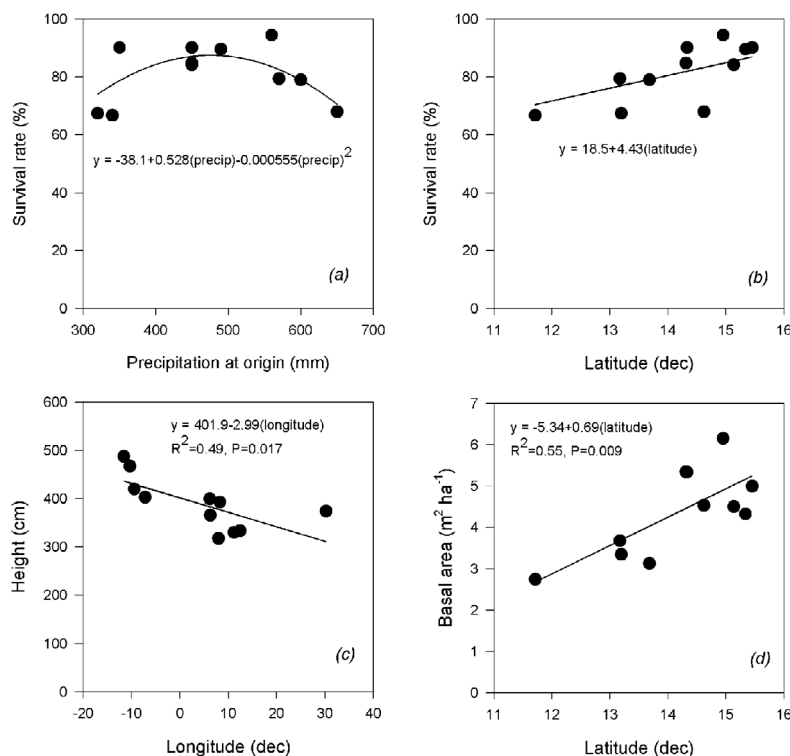 100
80
60
40
20
0
Survival rate (%)
y = -38.1+0.528(precip)-0.000555(precip)²
(a)
300 400 500 600 700
Precipitation at origin (mm)
100
80
60
40
20
0
Survival rate (%)
y = 18.5+4.43(latitude)
(b)
11 12 13 14 15 16
Latitude (dec)
600
500
400
300
200
100
0
Height (cm)
y = 401.9-2.99(longitude)
R²=0.49, P=0.017
(c)
-20 -10 0 10 20 30 40
Longitude (dec)
7
6
5
4
3
2
1
0
Basal area (m² ha⁻¹)
y = -5.34+0.69(latitude)
R²=0.55, P=0.009
(d)
11 12 13 14 15 16
Latitude (dec)